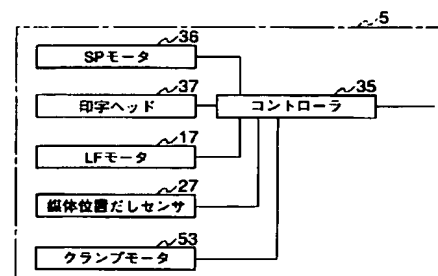 5
36
SPモータ
37
印字ヘッド
35
コントローラ
17
LFモータ
27
媒体位置だしセンサ
53
クランプモータ